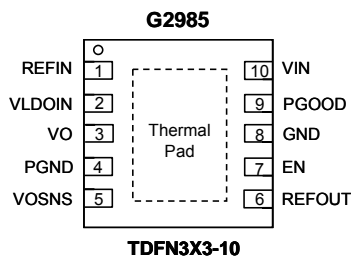 G2985
REFIN 1 10 VIN
VLDOIN 2 9 PGOOD
VO 3 8 GND
PGND 4 7 EN
VOSNS 5 6 REFOUT
Thermal
Pad
TDFN3X3-10